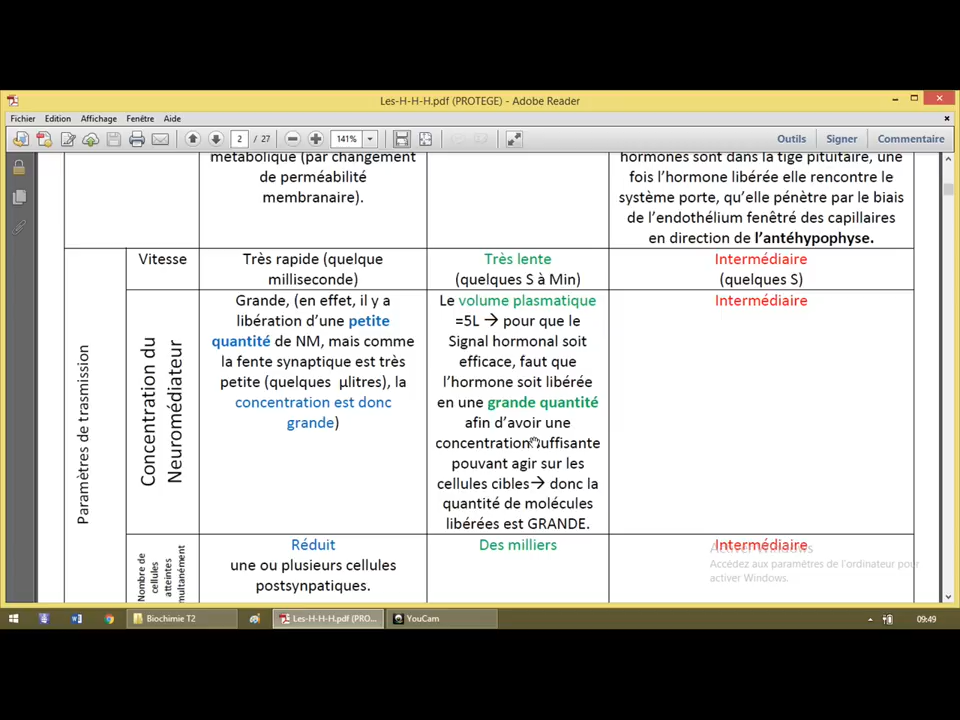 Les-H-H-H.pdf (PROTEGE) - Adobe Reader
Fichier Edition Affichage Fenêtre Aide
2 / 27 141% Outils Signer Commentaire
métabolique (par changement
de perméabilité
membranaire).
hormones sont dans la tige pituitaire, une
fois l’hormone libérée elle rencontre le
système porte, qu’elle pénètre par le biais
de l’endothélium fenêtré des capillaires
en direction de l’antéhypophyse.
Paramètres de trasmission
Vitesse
Très rapide (quelque
milliseconde)
Très lente
(quelques S à Min)
Intermédiaire
(quelques S)
Concentration du
Neuromédiateur
Grande, (en effet, il y a
libération d’une petite
quantité de NM, mais comme
la fente synaptique est très
petite (quelques µlitres), la
concentration est donc
grande)
Le volume plasmatique
=5L → pour que le
Signal hormonal soit
efficace, faut que
l’hormone soit libérée
en une grande quantité
afin d’avoir une
concentration suffisante
pouvant agir sur les
cellules cibles→ donc la
quantité de molécules
libérées est GRANDE.
Intermédiaire
Nombre de
cellules
atteintes
multanément
Réduit
une ou plusieurs cellules
postsynpatiques.
Des milliers
Intermédiaire
Activer Windows
Accédez aux paramètres de l'ordinateur pour
activer Windows.
Biochimie T2
Les-H-H-H.pdf (PRO...
YouCam
09:49